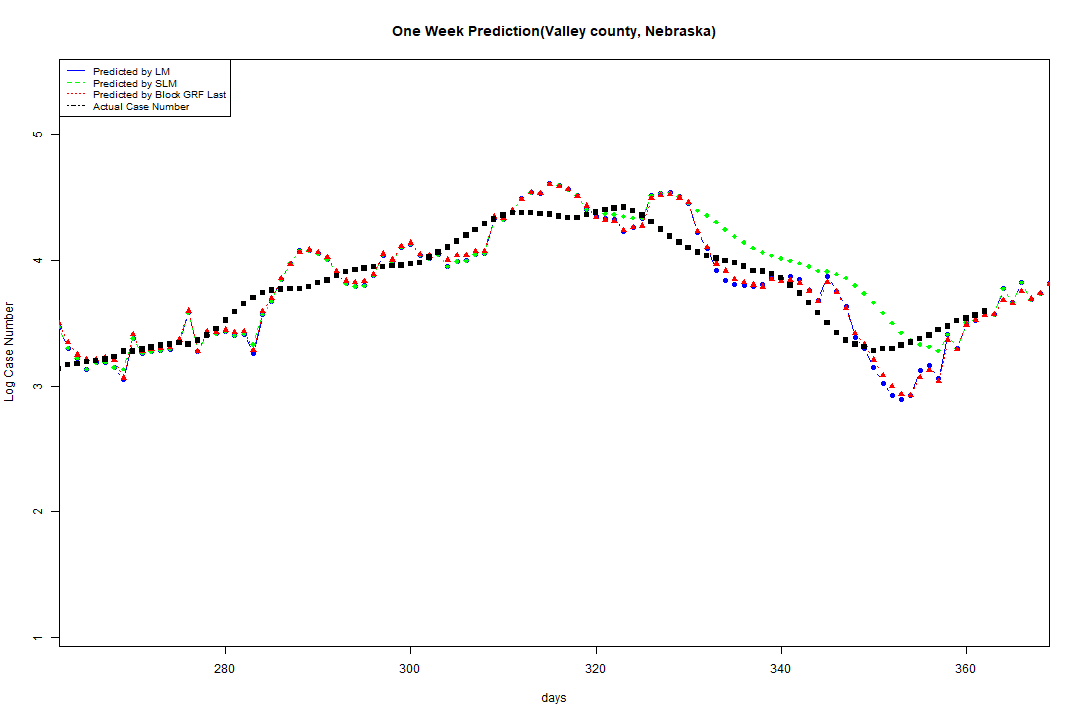 One Week Prediction(Valley county, Nebraska)
Predicted by LM
Predicted by SLM
Predicted by Block GRF Last
Actual Case Number
5
4
3
2
1
Log Case Number
280 300 320 340 360
days